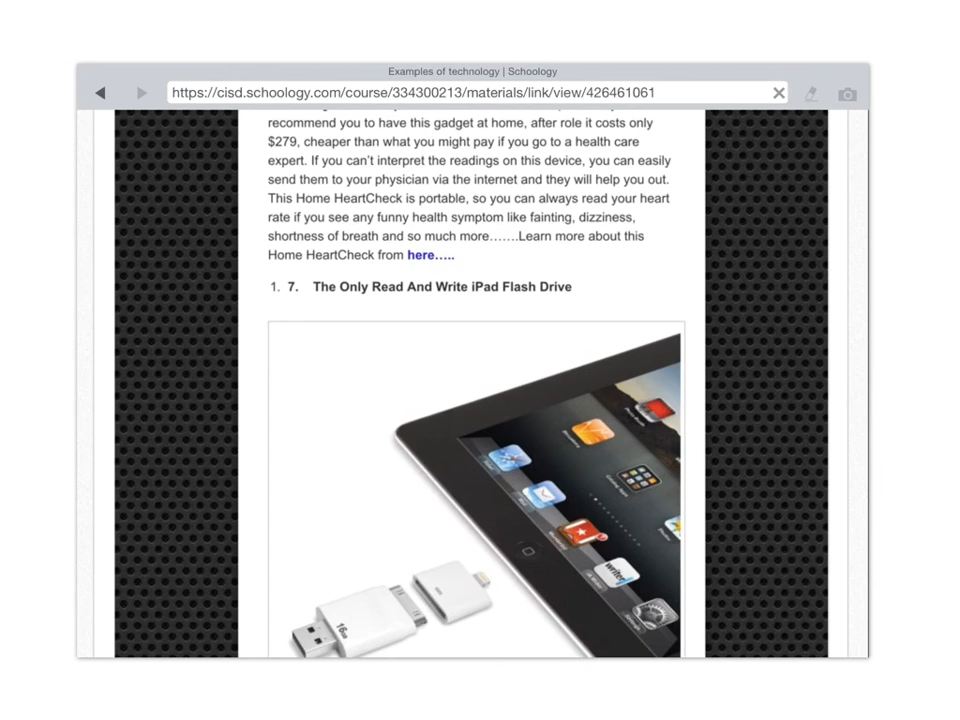 Examples of technology | Schoology
https://cisd.schoology.com/course/334300213/materials/link/view/426461061
recommend you to have this gadget at home, after role it costs only
$279, cheaper than what you might pay if you go to a health care
expert. If you can't interpret the readings on this device, you can easily
send them to your physician via the internet and they will help you out.
This Home HeartCheck is portable, so you can always read your heart
rate if you see any funny health symptom like fainting, dizziness,
shortness of breath and so much more…….Learn more about this
Home HeartCheck from here…..
1. 7. The Only Read And Write iPad Flash Drive
writer
16GB